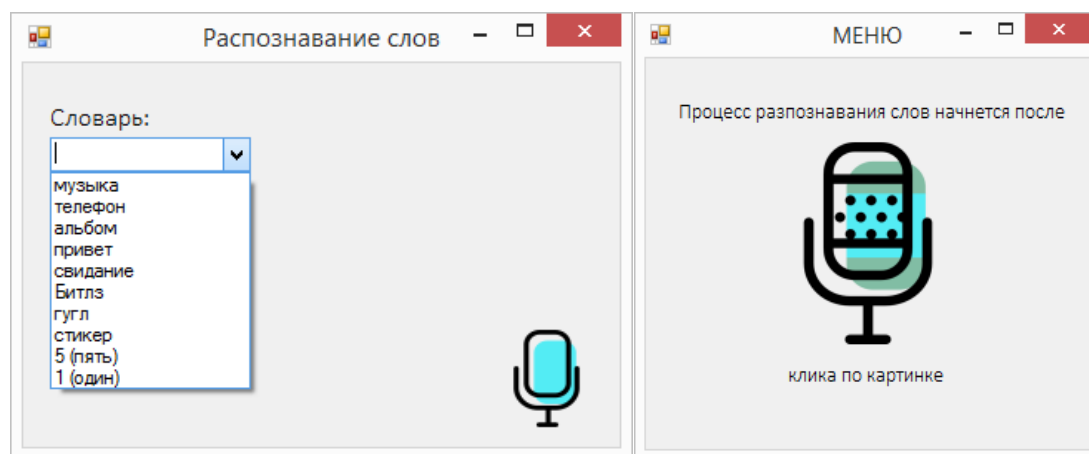 Распознавание слов
Словарь:
музыка
телефон
альбом
привет
свидание
Битлз
гугл
стикер
5 (пять)
1 (один)
МЕНЮ
Процесс разпознавания слов начнется после
клика по картинке